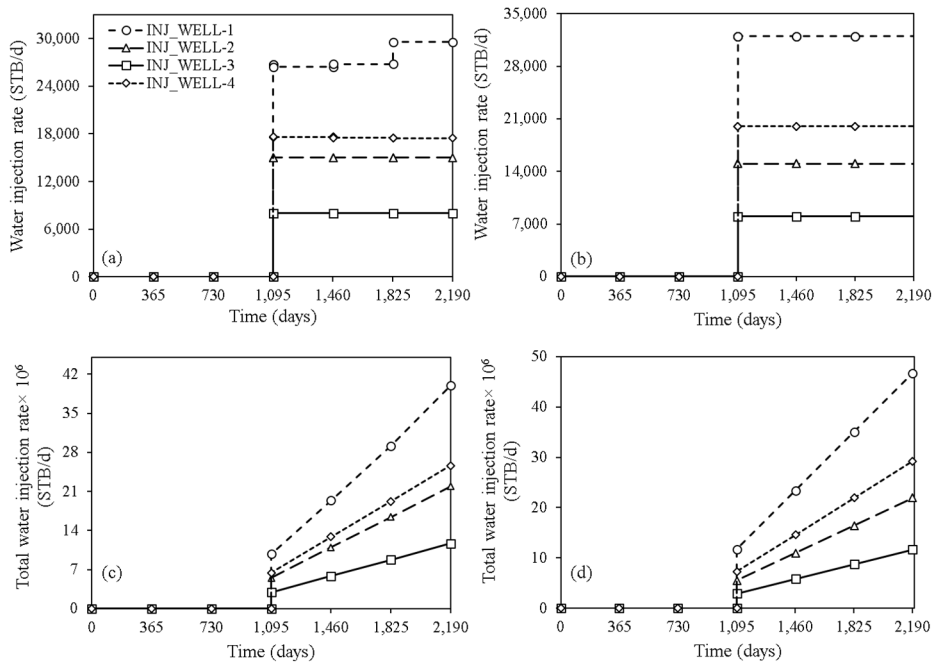 Water injection rate (STB/d)
30,000
24,000
18,000
12,000
6,000
0
INJ_WELL-1
INJ_WELL-2
INJ_WELL-3
INJ_WELL-4
(a)
0 365 730 1,095 1,460 1,825 2,190
Time (days)
Water injection rate (STB/d)
35,000
28,000
21,000
14,000
7,000
0
(b)
0 365 730 1,095 1,460 1,825 2,190
Time (days)
Total water injection rate× 10⁶
(STB/d)
42
35
28
21
14
7
0
(c)
0 365 730 1,095 1,460 1,825 2,190
Time (days)
Total water injection rate× 10⁶
(STB/d)
50
40
30
20
10
0
(d)
0 365 730 1,095 1,460 1,825 2,190
Time (days)